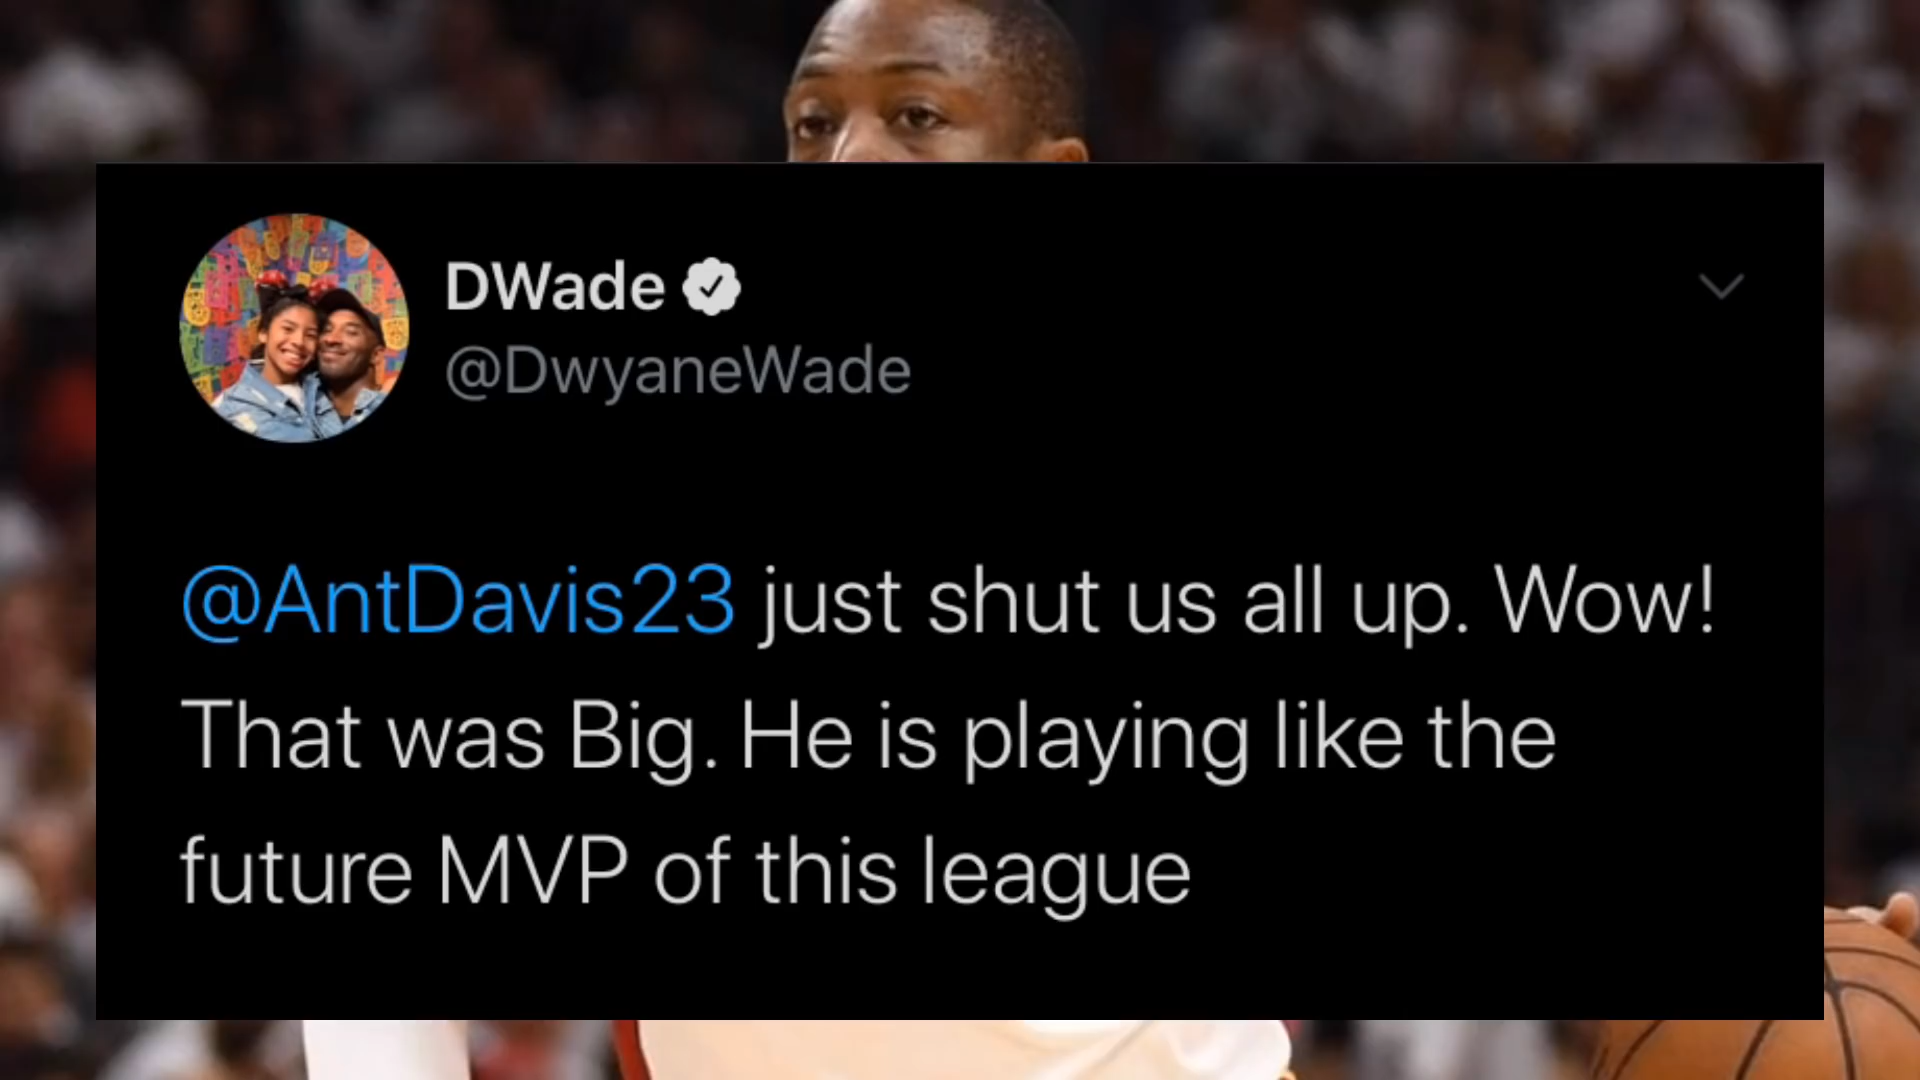 DWade
@DwyaneWade
@AntDavis23 just shut us all up. Wow!
That was Big. He is playing like the
future MVP of this league